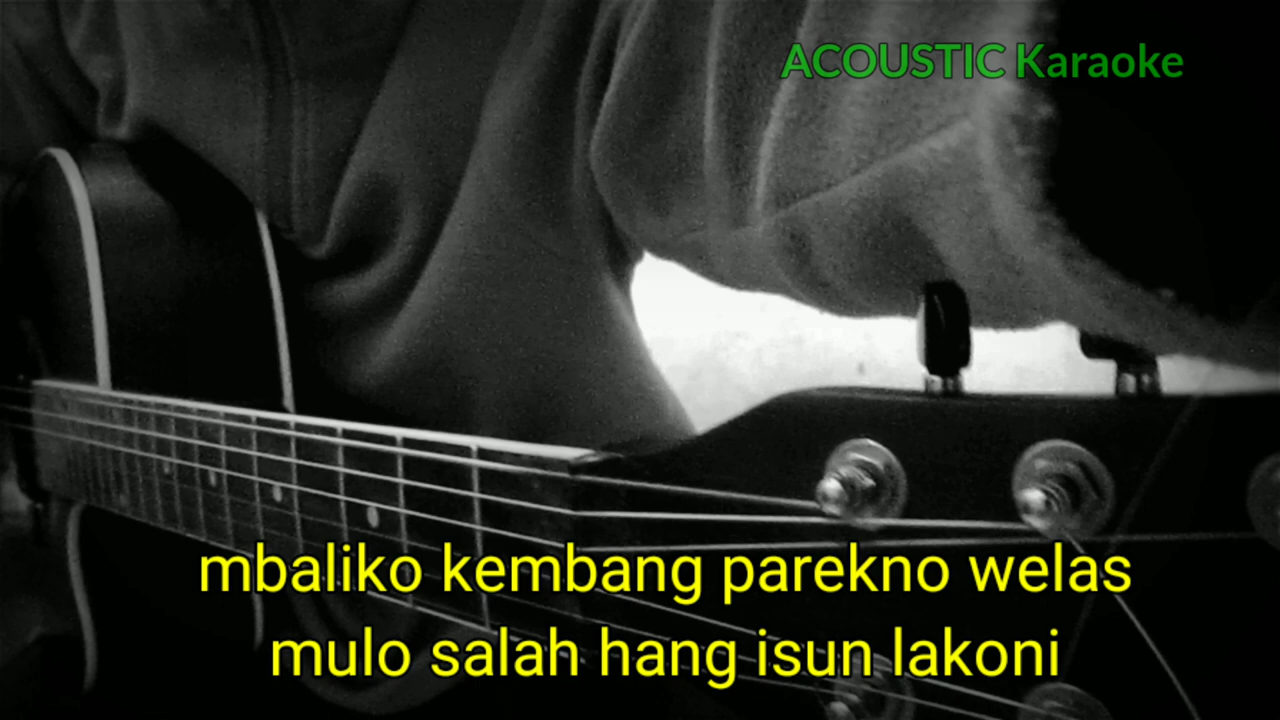 ACOUSTIC Karaoke
mbaliko kembang parekno welas
mulo salah hang isun lakoni